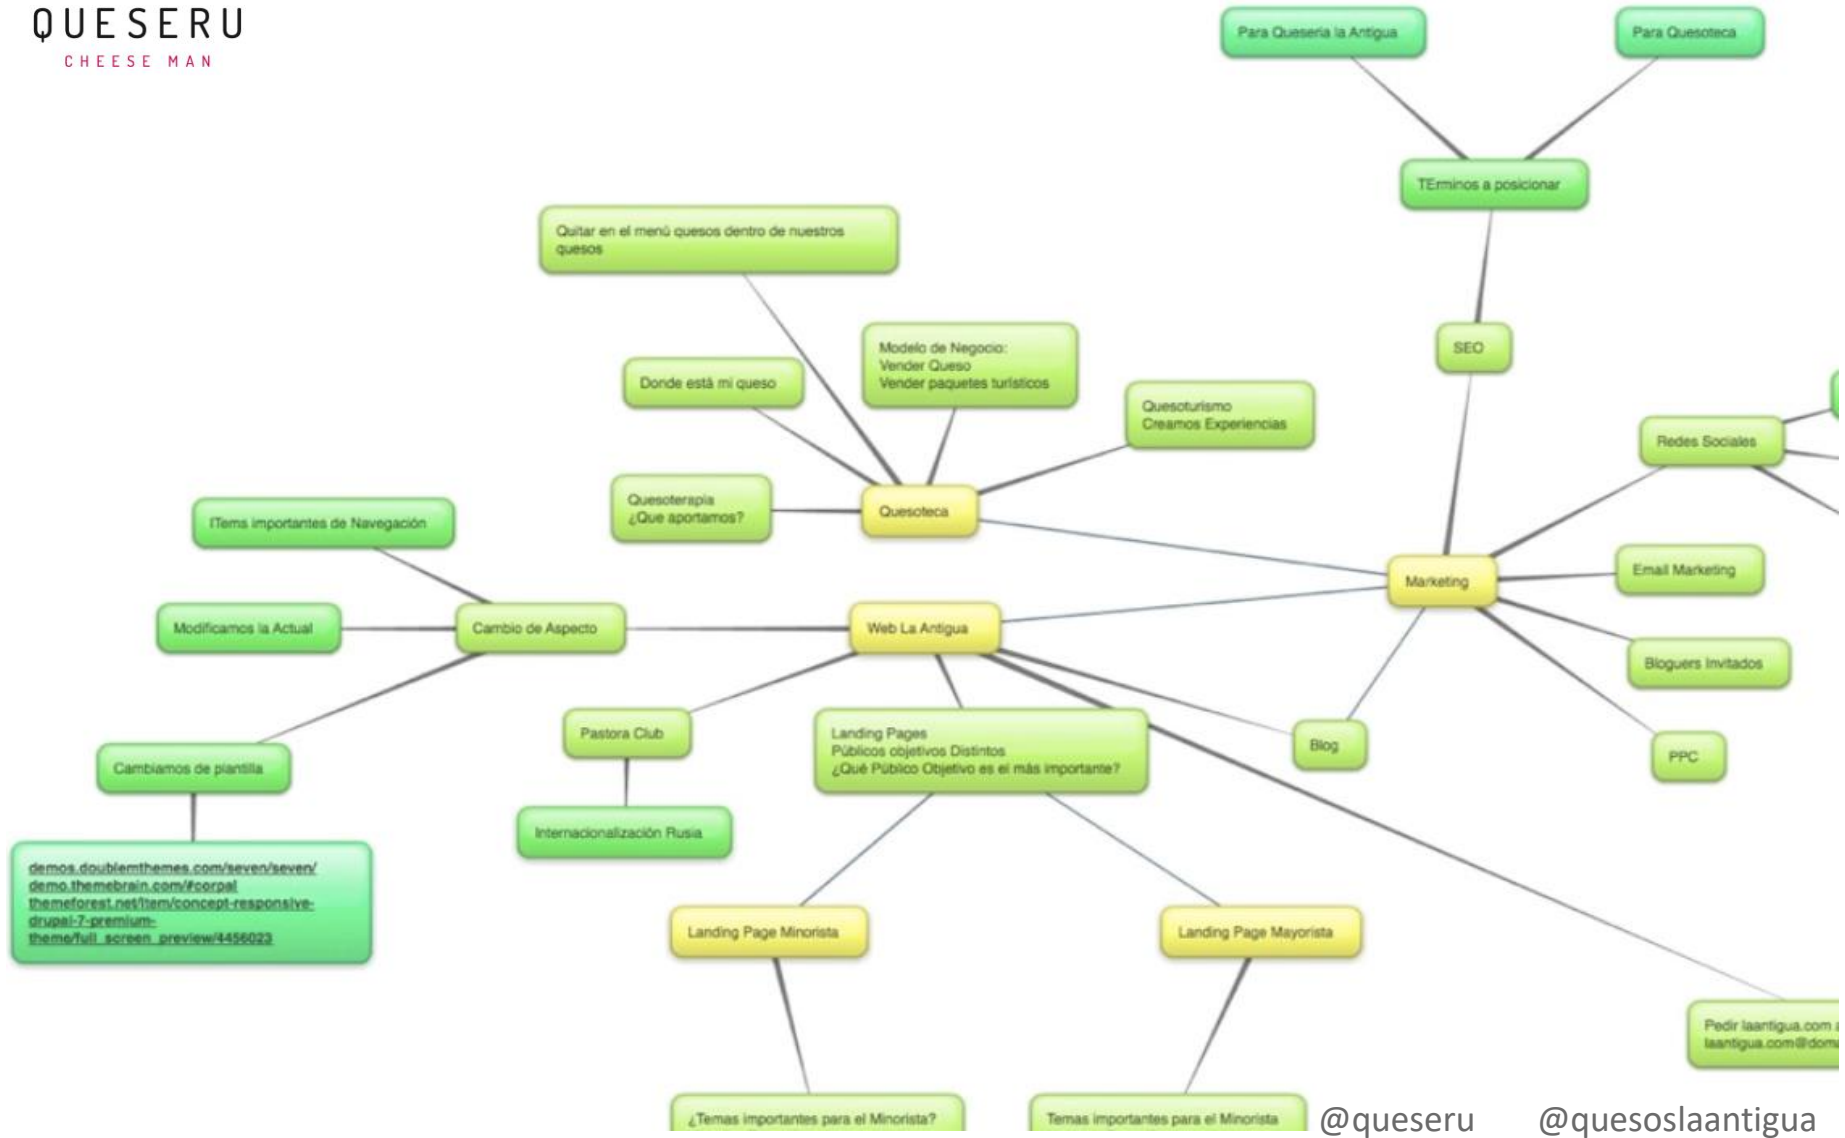 QUESERU
CHEESE MAN
Para Quesería la Antigua
Para Quesoteca
TÉrminos a posicionar
Quitar en el menú quesos dentro de nuestros
quesos
SEO
Modelo de Negocio:
Vender Queso
Vender paquetes turísticos
Donde está mi queso
Quesoturismo
Creamos Experiencias
Redes Sociales
Quesoterapia
¿Que aportamos?
Quesoteca
ITems importantes de Navegación
Email Marketing
Marketing
Modificamos la Actual
Cambio de Aspecto
Web La Antigua
Bloguers Invitados
Pastora Club
Landing Pages
Públicos objetivos Distintos
¿Qué Público Objetivo es el más importante?
Blog
PPC
Cambiamos de plantilla
Internacionalización Rusia
demos.doublemthemes.com/seven/seven/
demo.themebrain.com/#corpal
themeforest.net/item/concept-responsive-
drupal-7-premium-
theme/full_screen_preview/4456023
Landing Page Minorista
Landing Page Mayorista
Pedir laantigua.com
laantigua.com@dom
¿Temas importantes para el Minorista?
Temas importantes para el Minorista
@queseru
@quesoslaantigua